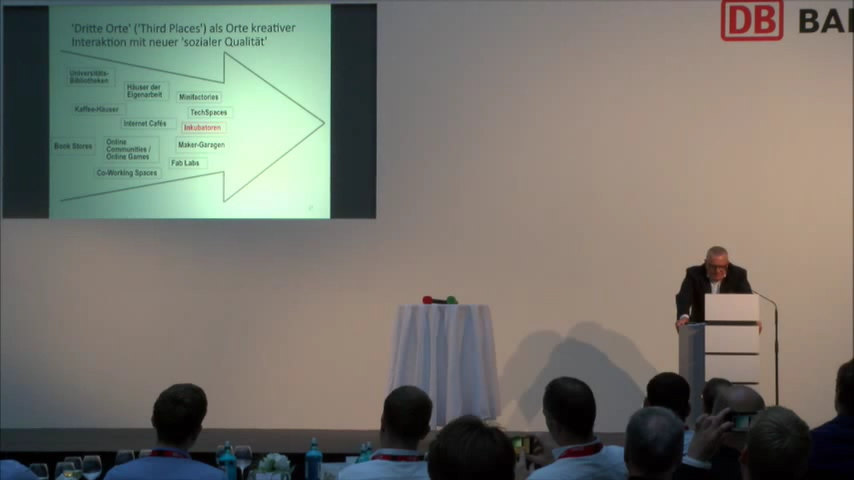 'Dritte Orte' ('Third Places') als Orte kreativer
Interaktion mit neuer 'sozialer Qualität'
Universitäts-
Bibliotheken
Häuser der
Eigenarbeit
Minifactories
Kaffee-Häuser
TechSpaces
Internet Cafés
Inkubatoren
Book Stores
Online
Communities /
Online Games
Maker-Garagen
Fab Labs
Co-Working Spaces
DB BA